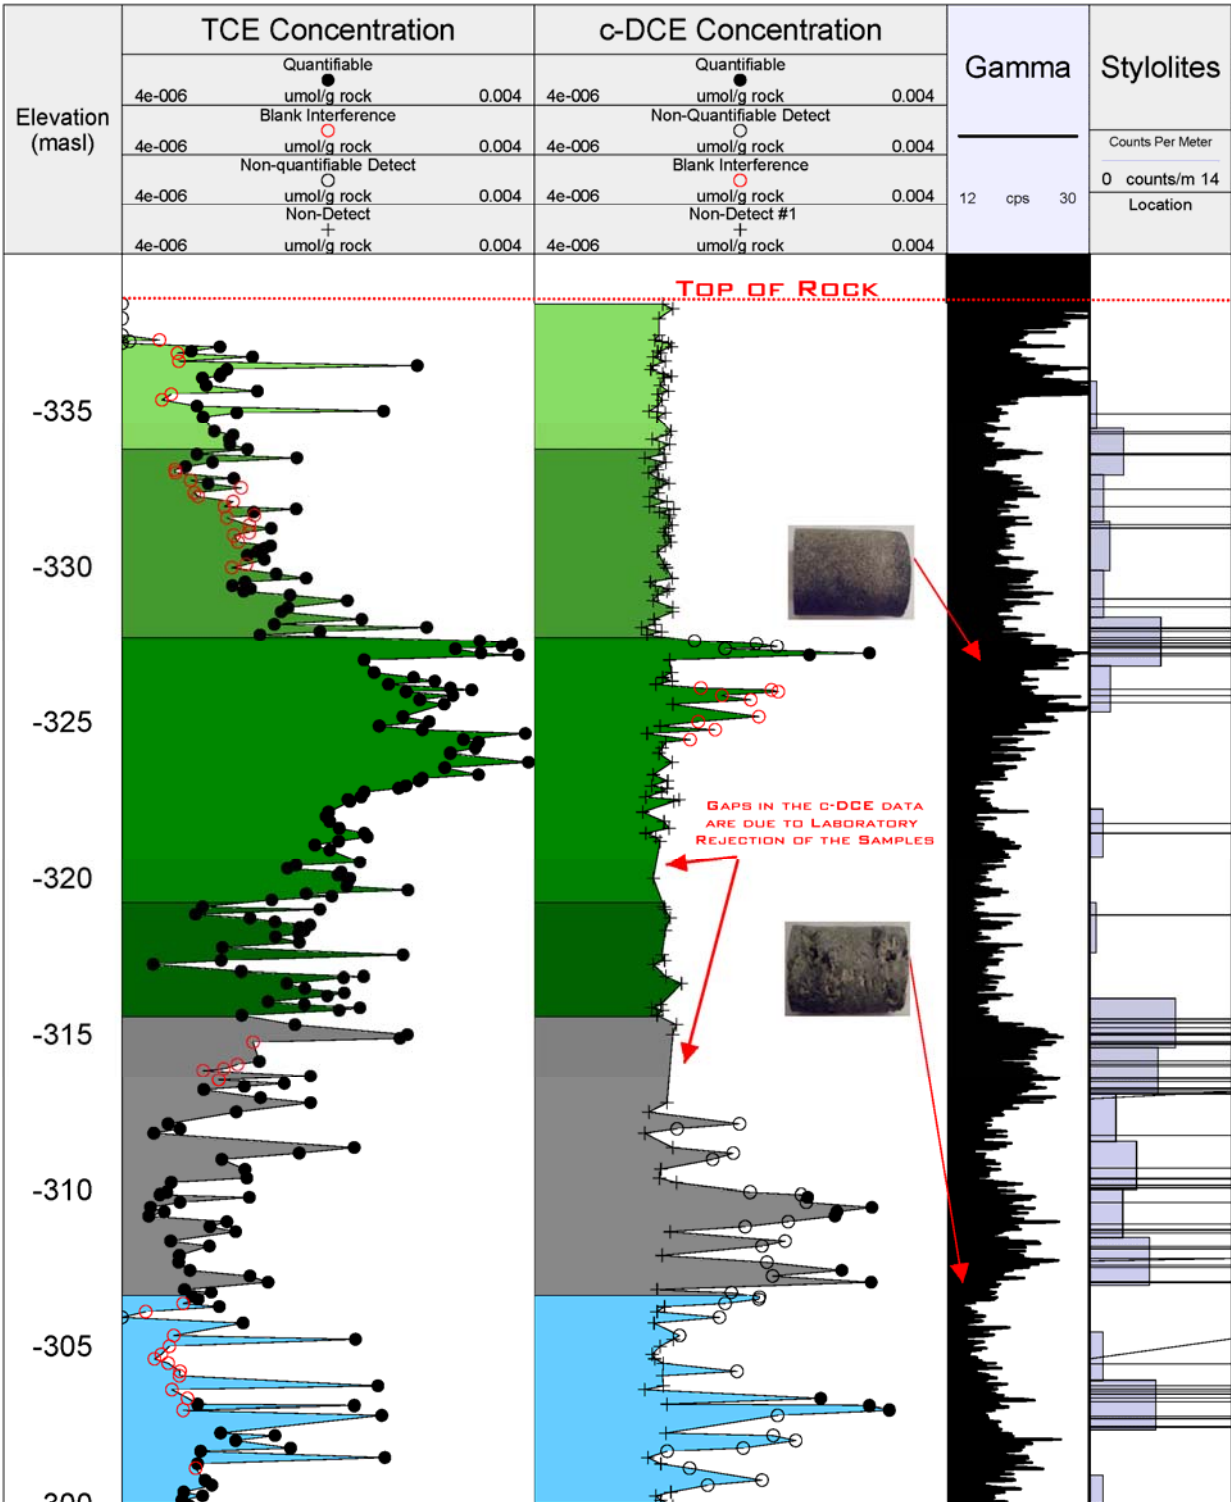 TCE Concentration
c-DCE Concentration
Gamma
Stylolites
Elevation
(masl)
Quantifiable
4e-006 umol/g rock 0.004
Blank Interference
4e-006 umol/g rock 0.004
Non-quantifiable Detect
4e-006 umol/g rock 0.004
Non-Detect
4e-006 umol/g rock 0.004
Quantifiable
4e-006 umol/g rock 0.004
Non-Quantifiable Detect
4e-006 umol/g rock 0.004
Blank Interference
4e-006 umol/g rock 0.004
Non-Detect #1
4e-006 umol/g rock 0.004
12 cps 30
Counts Per Meter
0 counts/m 14
Location
TOP OF ROCK
-335
-330
-325
GAPS IN THE C-DCE DATA
ARE DUE TO LABORATORY
REJECTION OF THE SAMPLES
-320
-315
-310
-305
-300